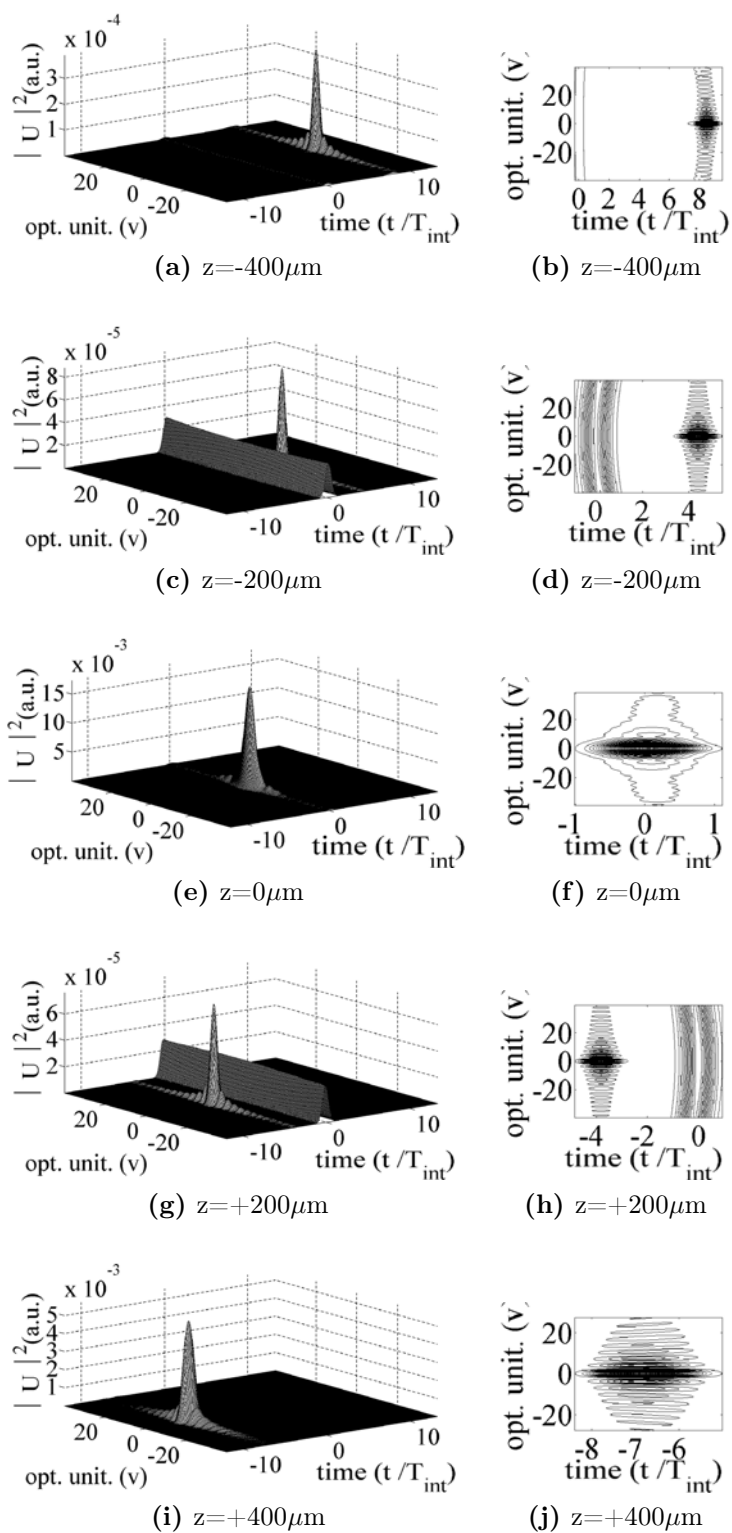 x 10^-4
| U |^2(a.u.)
3
2
1
20
0
-20
opt. unit. (v)
-10
0
10
time (t /T_int)
(a) z=-400μm
opt. unit. (v)
20
0
-20
0 2 4 6 8
time (t/T_int)
(b) z=-400μm
x 10^-5
| U |^2(a.u.)
8
6
4
2
20
0
-20
opt. unit. (v)
-10
0
10
time (t /T_int)
(c) z=-200μm
opt. unit. (v)
20
0
-20
0 2 4
time (t /T_int)
(d) z=-200μm
x 10^-3
| U |^2(a.u.)
15
10
5
20
0
-20
opt. unit. (v)
-10
0
10
time (t /T_int)
(e) z=0μm
opt. unit. (v)
20
0
-20
-1 0 1
time (t /T_int)
(f) z=0μm
x 10^-5
| U |^2(a.u.)
6
4
2
20
0
-20
opt. unit. (v)
-10
0
10
time (t /T_int)
(g) z=+200μm
opt. unit. (v)
20
0
-20
-4 -2 0
time (t /T_int)
(h) z=+200μm
x 10^-3
| U |^2(a.u.)
5
4
3
2
1
20
0
-20
opt. unit. (v)
-10
0
10
time (t /T_int)
(i) z=+400μm
opt. unit. (v)
20
0
-20
-8 -7 -6
time (t /T_int)
(j) z=+400μm